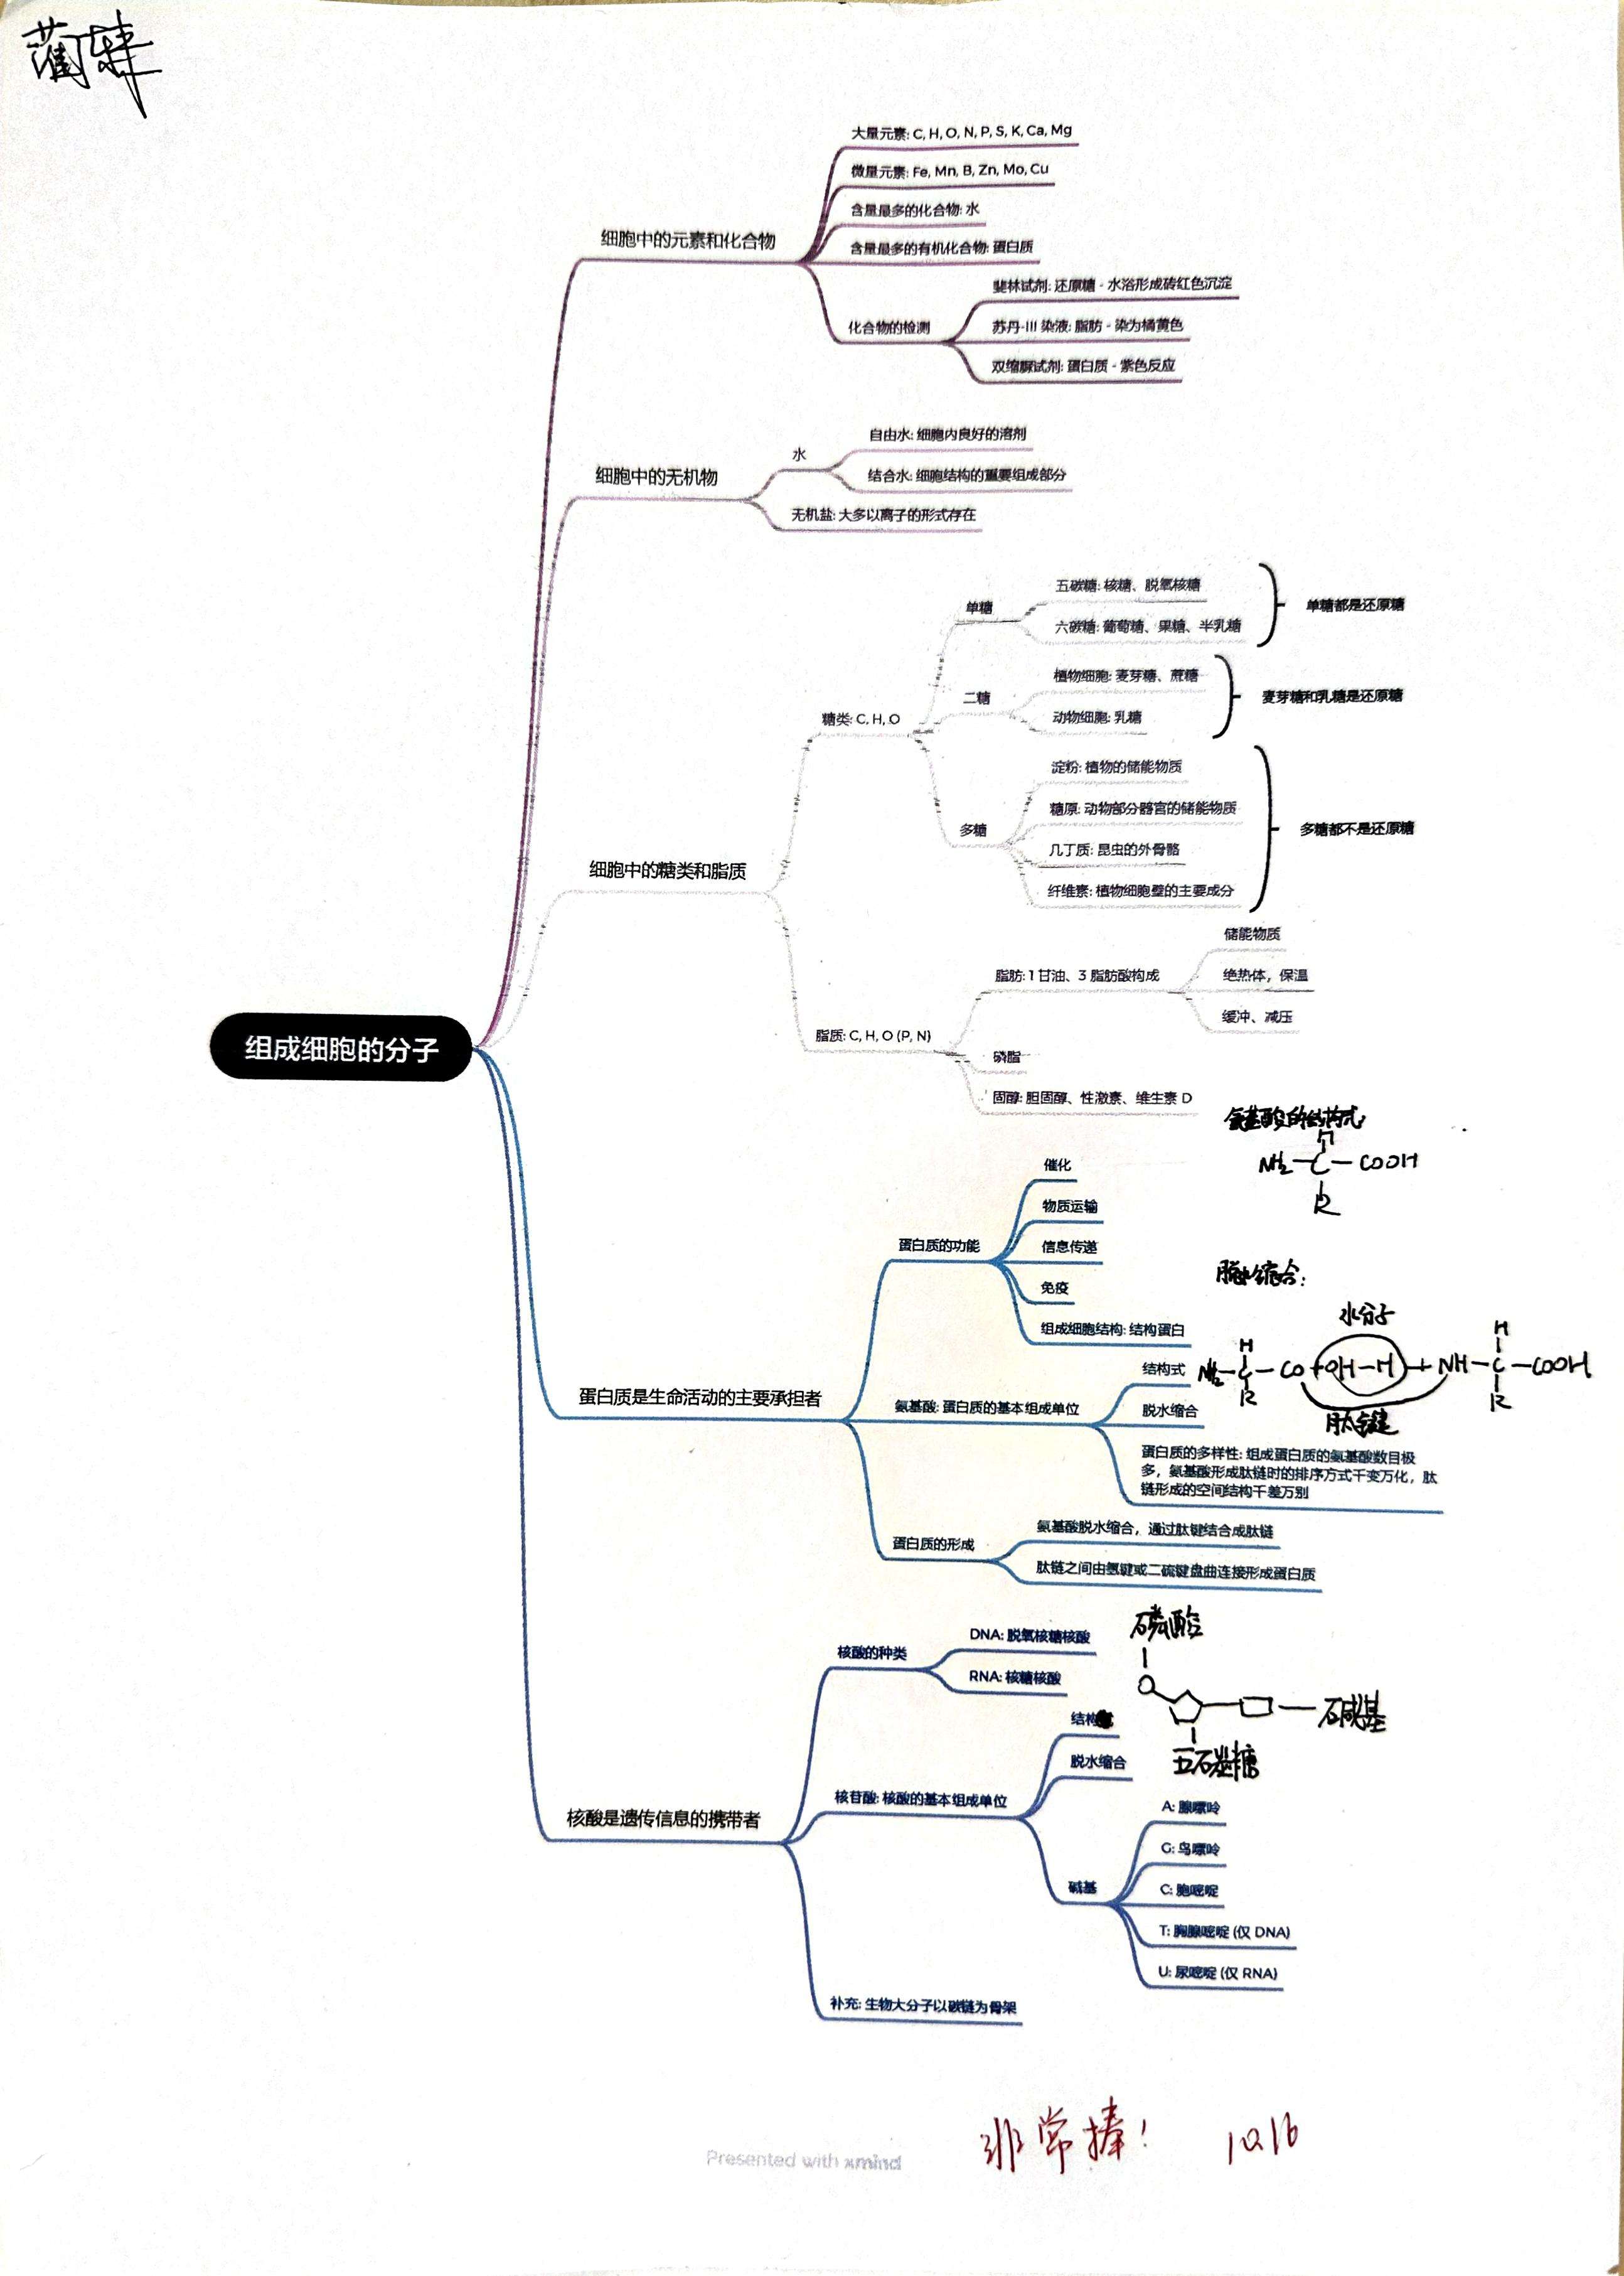 大量元素: C, H, O, N, P, S, K, Ca, Mg
微量元素: Fe, Mn, B, Zn, Mo, Cu
含量最多的化合物: 水
细胞中的元素和化合物
含量最多的有机化合物: 蛋白质
斐林试剂: 还原糖 - 水浴形成砖红色沉淀
化合物的检测
苏丹-III 染液: 脂肪 - 染为橘黄色
双缩脲试剂: 蛋白质 - 紫色反应
细胞中的无机物
水
自由水: 细胞内良好的溶剂
结合水: 细胞结构的重要组成部分
无机盐: 大多以离子的形式存在
细胞中的糖类和脂质
糖类: C, H, O
单糖
五碳糖: 核糖、脱氧核糖
六碳糖: 葡萄糖、果糖、半乳糖
单糖都是还原糖
二糖
植物细胞: 麦芽糖、蔗糖
动物细胞: 乳糖
麦芽糖和乳糖是还原糖
多糖
淀粉: 植物的储能物质
糖原: 动物部分器官的储能物质
几丁质: 昆虫的外骨骼
纤维素: 植物细胞壁的主要成分
多糖都不是还原糖
脂质: C, H, O (P, N)
脂肪: 1 甘油、3 脂肪酸构成
储能物质
绝热体，保温
缓冲、减压
磷脂
固醇: 胆固醇、性激素、维生素 D
组成细胞的分子
氨基酸的结构式:
H
NH₂—C—COOH
R
蛋白质是生命活动的主要承担者
蛋白质的功能
催化
物质运输
信息传递
免疫
组成细胞结构: 结构蛋白
脱水缩合:
水分子
H H
NH₂—C—CO+OH—H+NH—C—COOH
R R
肽键
氨基酸: 蛋白质的基本组成单位
结构式
脱水缩合
蛋白质的多样性: 组成蛋白质的氨基酸数目极
多，氨基酸形成肽链时的排序方式千变万化，肽
链形成的空间结构千差万别
蛋白质的形成
氨基酸脱水缩合，通过肽键结合成肽链
肽链之间由氢键或二硫键盘曲连接形成蛋白质
核酸是遗传信息的携带者
核酸的种类
DNA: 脱氧核糖核酸
RNA: 核糖核酸
磷酸
碱基
五碳糖
核苷酸: 核酸的基本组成单位
结构
脱水缩合
碱基
A: 腺嘌呤
G: 鸟嘌呤
C: 胞嘧啶
T: 胸腺嘧啶 (仅 DNA)
U: 尿嘧啶 (仅 RNA)
补充: 生物大分子以碳链为骨架
非常棒! 10.16
Presented with xmind